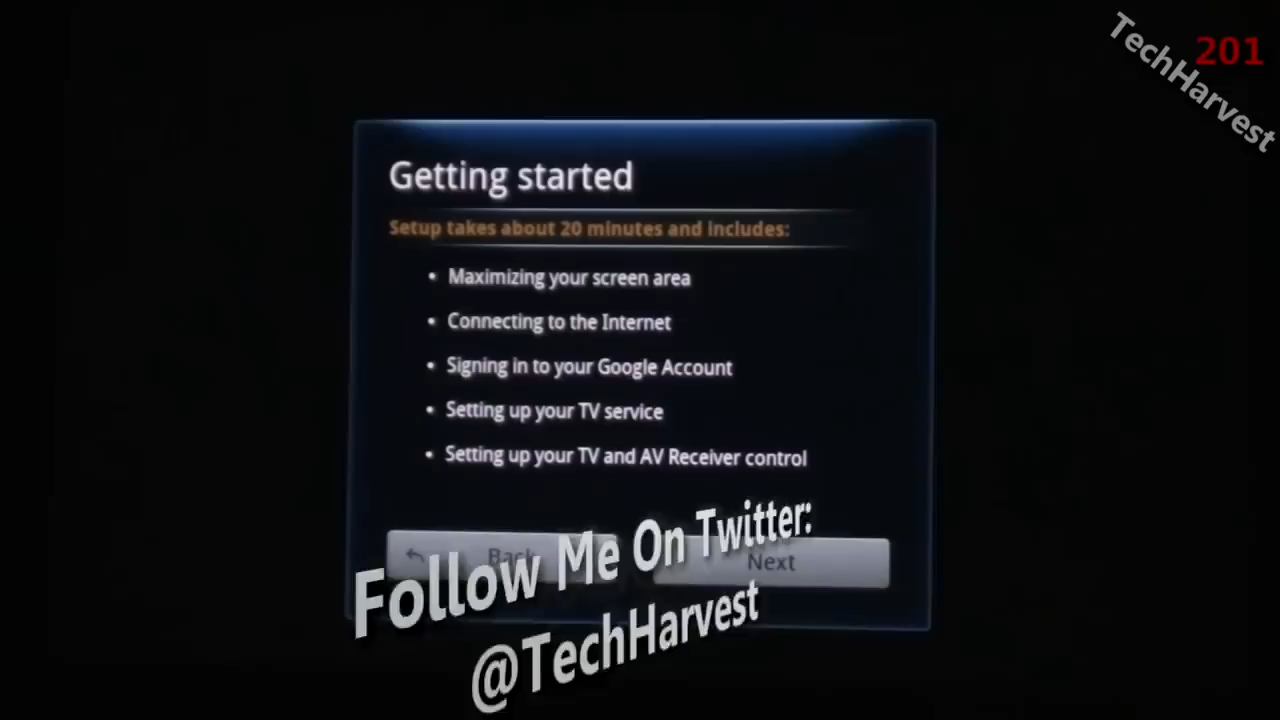 TechHarvest
201
Getting started
Setup takes about 20 minutes and includes:
• Maximizing your screen area
• Connecting to the Internet
• Signing in to your Google Account
• Setting up your TV service
• Setting up your TV and AV Receiver control
Back
Next
Follow Me On Twitter:
@TechHarvest